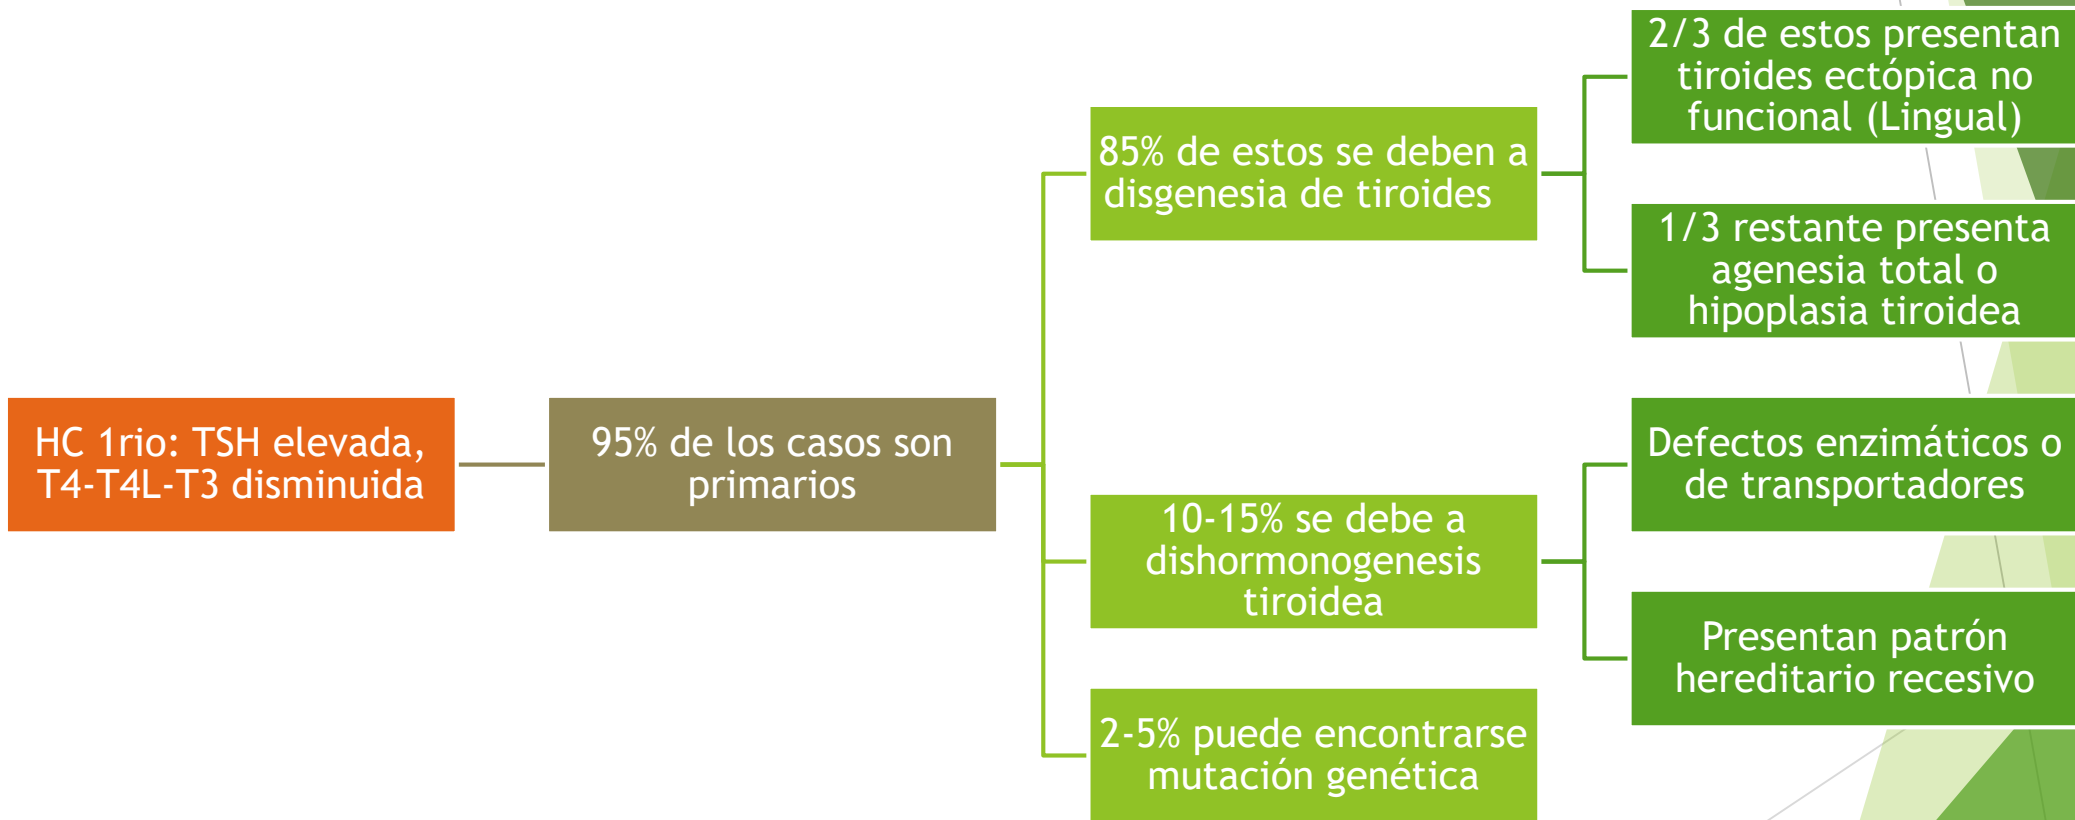 HC 1rio: TSH elevada,
T4-T4L-T3 disminuida
95% de los casos son
primarios
85% de estos se deben a
disgenesia de tiroides
2/3 de estos presentan
tiroides ectópica no
funcional (Lingual)
1/3 restante presenta
agenesia total o
hipoplasia tiroidea
10-15% se debe a
dishormonogenesis
tiroidea
Defectos enzimáticos o
de transportadores
Presentan patrón
hereditario recesivo
2-5% puede encontrarse
mutación genética